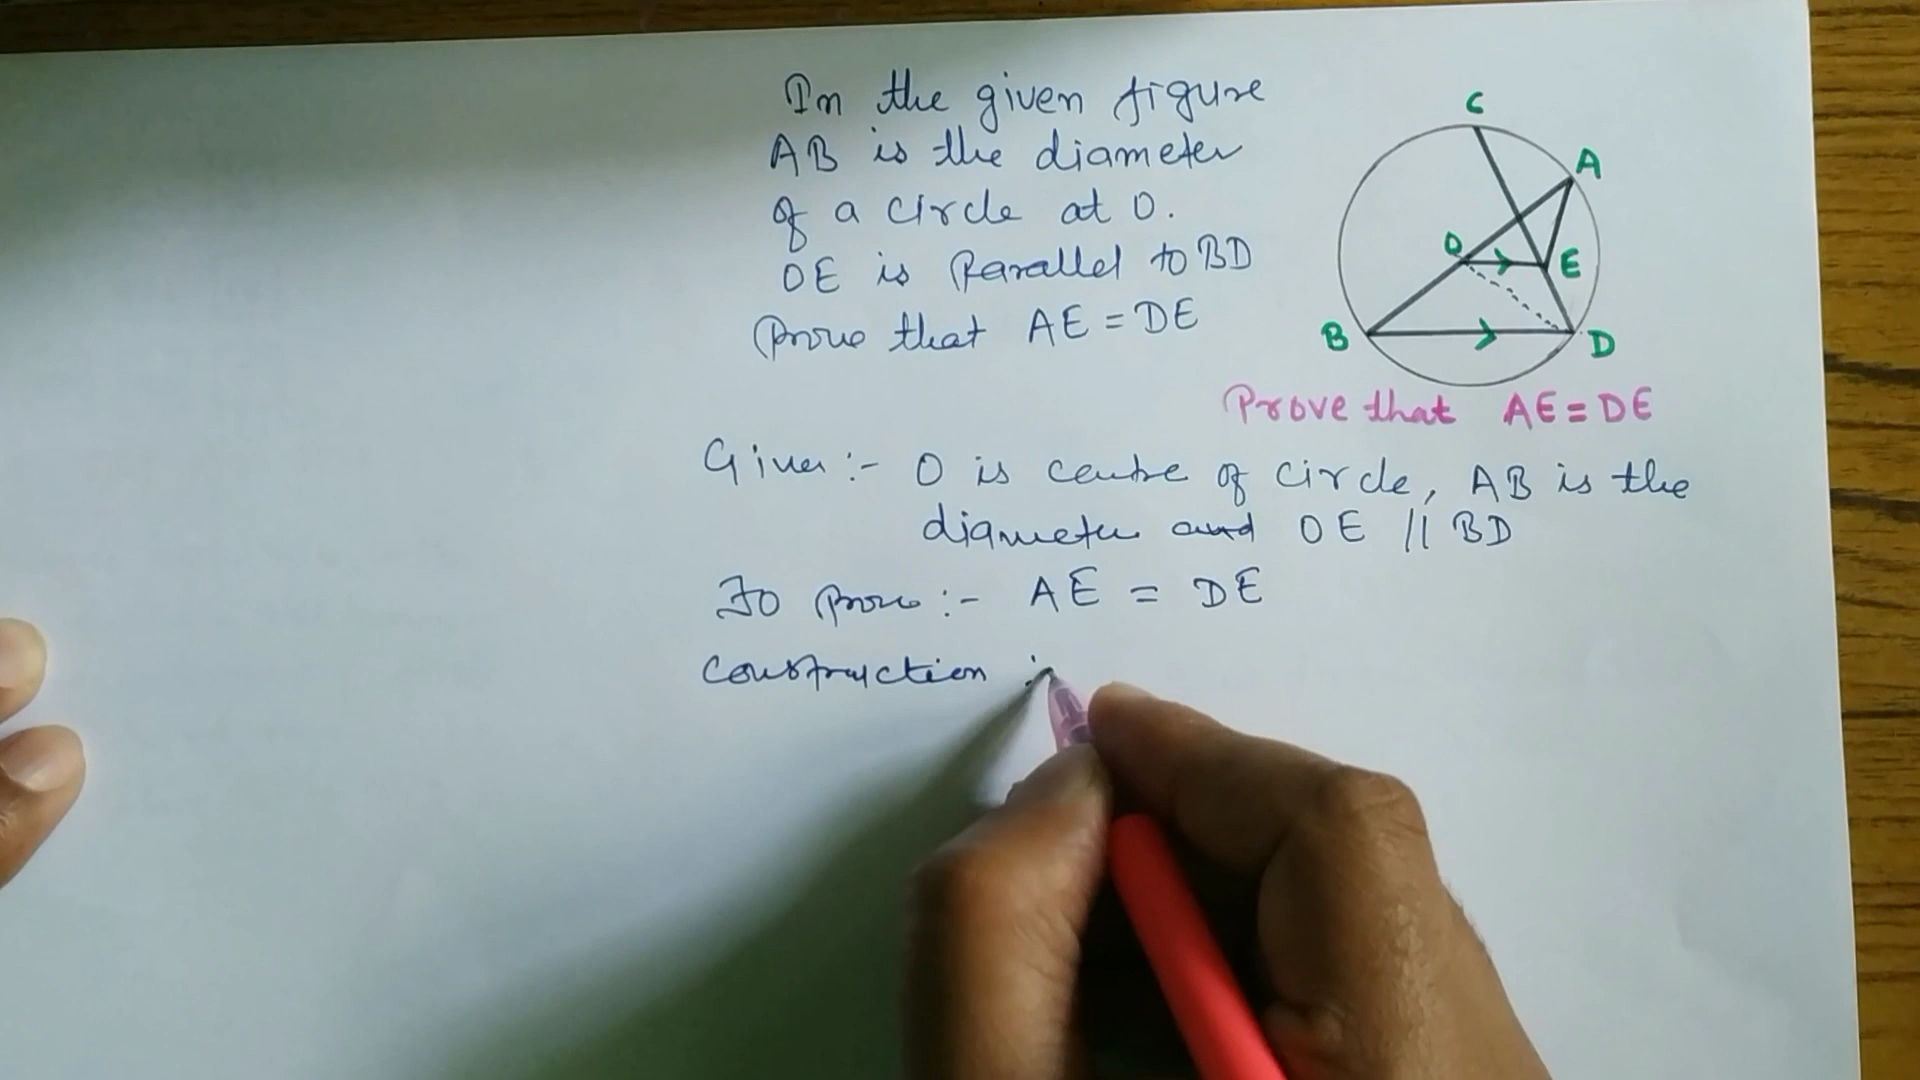 In the given figure
AB is the diameter
of a circle at O.
OE is Parallel to BD
Prove that AE = DE
C
A
O
E
B
D
Prove that AE = DE
Given :- O is centre of circle, AB is the
diameter and OE || BD
To prove :- AE = DE
Construction :